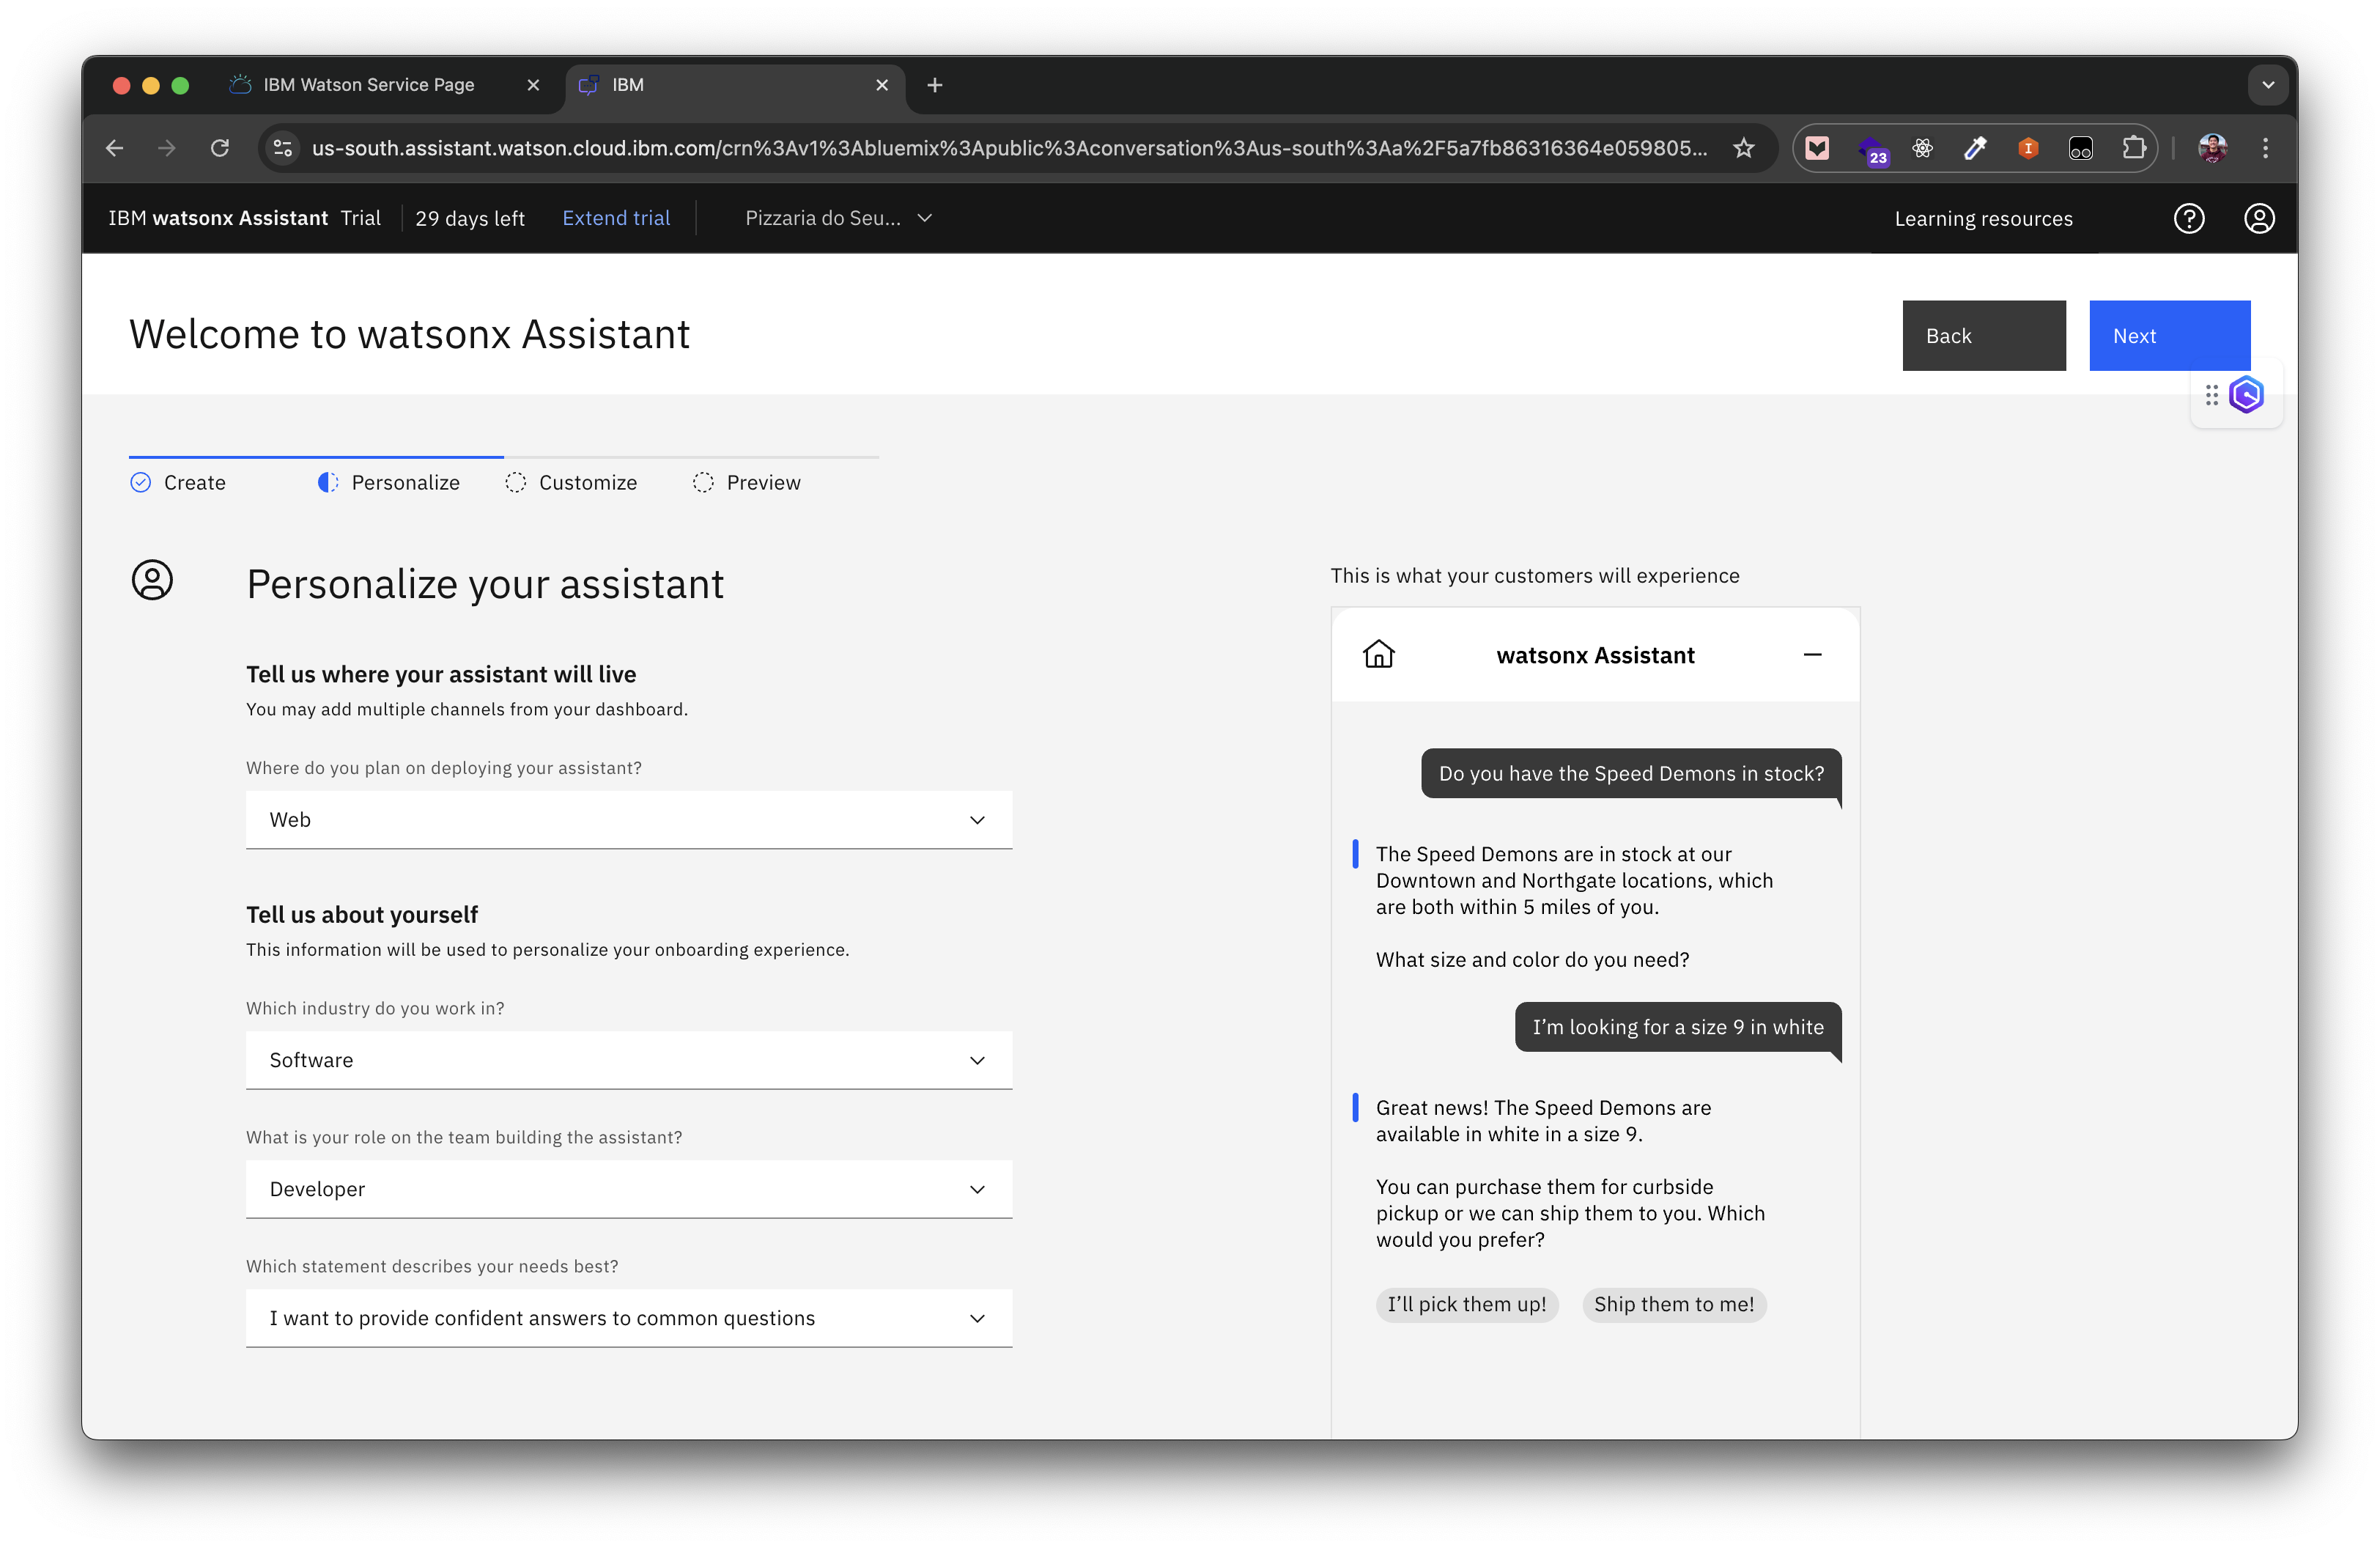 IBM Watson Service Page
IBM
us-south.assistant.watson.cloud.ibm.com/crn%3Av1%3Abluemix%3Apublic%3Aconversation%3Aus-south%3Aa%2F5a7fb86316364e059805...
23
IBM watsonx Assistant Trial
29 days left
Extend trial
Pizzaria do Seu...
Learning resources
Welcome to watsonx Assistant
Back
Next
Create
Personalize
Customize
Preview
Personalize your assistant
Tell us where your assistant will live
You may add multiple channels from your dashboard.
Where do you plan on deploying your assistant?
Web
Tell us about yourself
This information will be used to personalize your onboarding experience.
Which industry do you work in?
Software
What is your role on the team building the assistant?
Developer
Which statement describes your needs best?
I want to provide confident answers to common questions
This is what your customers will experience
watsonx Assistant
Do you have the Speed Demons in stock?
The Speed Demons are in stock at our
Downtown and Northgate locations, which
are both within 5 miles of you.
What size and color do you need?
I’m looking for a size 9 in white
Great news! The Speed Demons are
available in white in a size 9.
You can purchase them for curbside
pickup or we can ship them to you. Which
would you prefer?
I’ll pick them up!
Ship them to me!